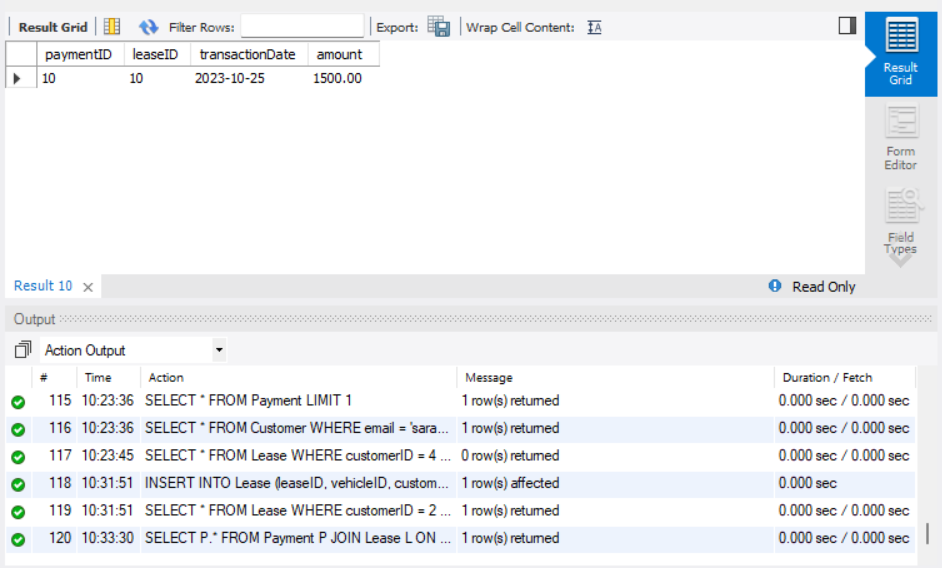 Result Grid Filter Rows: Export: Wrap Cell Content: IA
paymentID leaseID transactionDate amount
10 10 2023-10-25 1500.00
Result Grid
Form Editor
Field Types
Result 10 × Read Only
Output
Action Output
# Time Action Message Duration / Fetch
115 10:23:36 SELECT * FROM Payment LIMIT 1 1 row(s) returned 0.000 sec / 0.000 sec
116 10:23:36 SELECT * FROM Customer WHERE email = 'sara... 1 row(s) returned 0.000 sec / 0.000 sec
117 10:23:45 SELECT * FROM Lease WHERE customerID = 4 ... 0 row(s) returned 0.000 sec / 0.000 sec
118 10:31:51 INSERT INTO Lease (leaseID, vehicleID, custom... 1 row(s) affected 0.000 sec
119 10:31:51 SELECT * FROM Lease WHERE customerID = 2 ... 1 row(s) returned 0.000 sec / 0.000 sec
120 10:33:30 SELECT P.* FROM Payment P JOIN Lease L ON ... 1 row(s) returned 0.000 sec / 0.000 sec